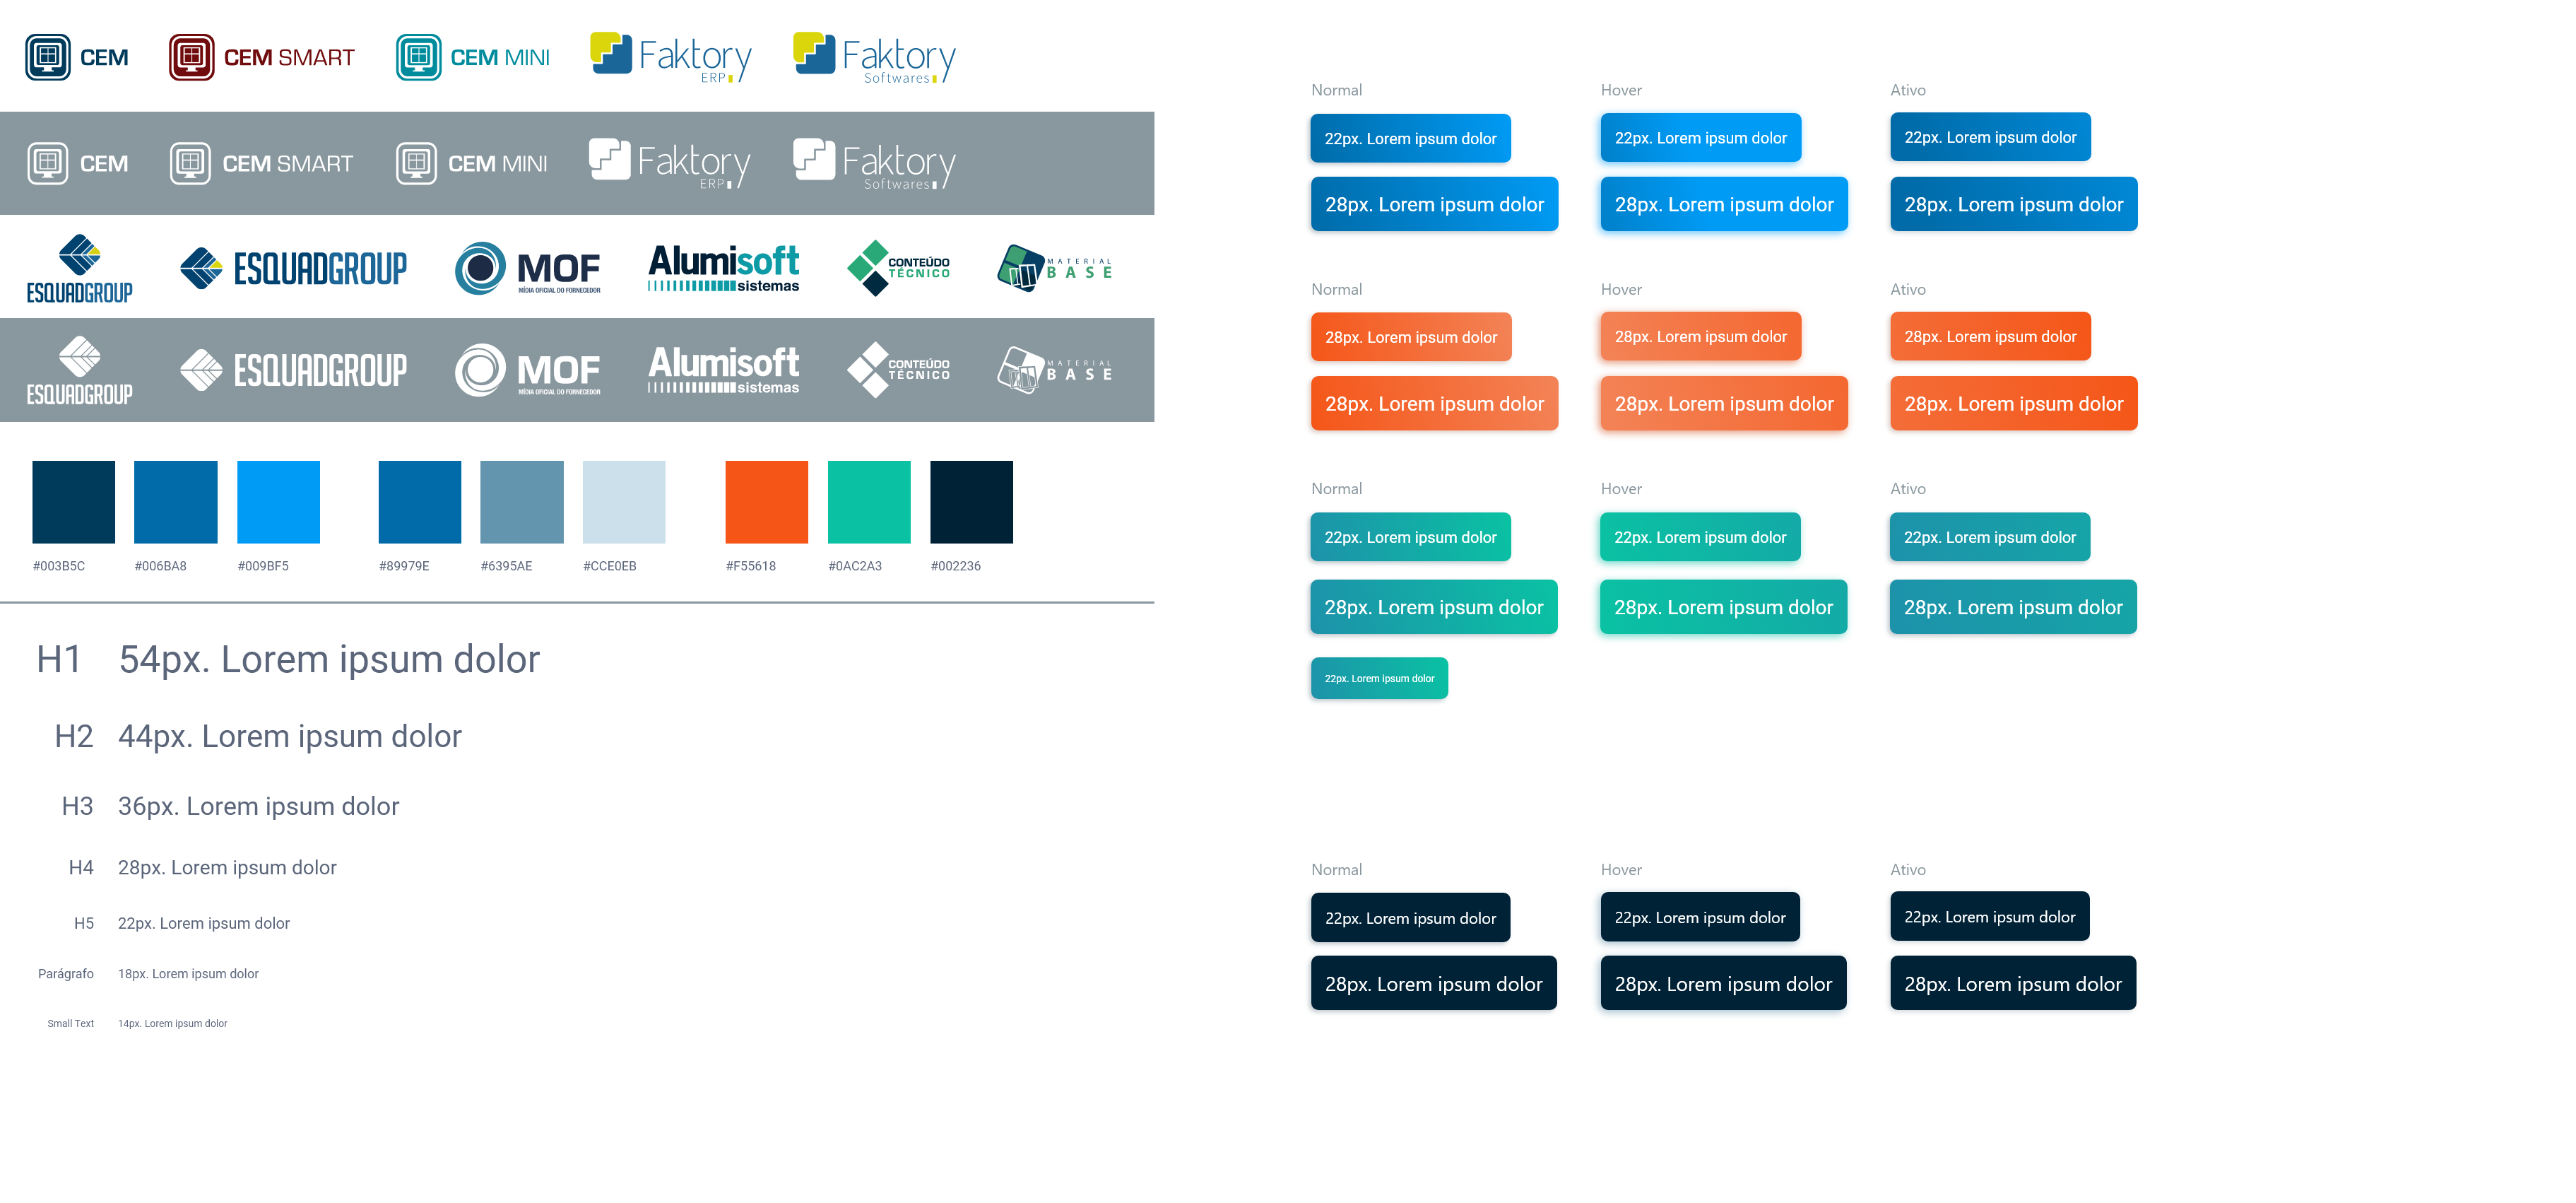 CEM
CEM SMART
CEM MINI
Faktory
ERP
Faktory
Softwares
CEM
CEM SMART
CEM MINI
Faktory
ERP
Faktory
Softwares
ESQUADGROUP
ESQUADGROUP
MOF
MÍDIA OFICIAL DO FORNECEDOR
Alumisoft
sistemas
CONTEÚDO
TÉCNICO
MATERIAL
BASE
ESQUADGROUP
ESQUADGROUP
MOF
MÍDIA OFICIAL DO FORNECEDOR
Alumisoft
sistemas
CONTEÚDO
TÉCNICO
MATERIAL
BASE
#003B5C #006BA8 #009BF5 #89979E #6395AE #CCE0EB #F55618 #0AC2A3 #002236
H1 54px. Lorem ipsum dolor
H2 44px. Lorem ipsum dolor
H3 36px. Lorem ipsum dolor
H4 28px. Lorem ipsum dolor
H5 22px. Lorem ipsum dolor
Parágrafo 18px. Lorem ipsum dolor
Small Text 14px. Lorem ipsum dolor
Normal Hover Ativo
22px. Lorem ipsum dolor 22px. Lorem ipsum dolor 22px. Lorem ipsum dolor
28px. Lorem ipsum dolor 28px. Lorem ipsum dolor 28px. Lorem ipsum dolor
Normal Hover Ativo
28px. Lorem ipsum dolor 28px. Lorem ipsum dolor 28px. Lorem ipsum dolor
28px. Lorem ipsum dolor 28px. Lorem ipsum dolor 28px. Lorem ipsum dolor
Normal Hover Ativo
22px. Lorem ipsum dolor 22px. Lorem ipsum dolor 22px. Lorem ipsum dolor
28px. Lorem ipsum dolor 28px. Lorem ipsum dolor 28px. Lorem ipsum dolor
22px. Lorem ipsum dolor
Normal Hover Ativo
22px. Lorem ipsum dolor 22px. Lorem ipsum dolor 22px. Lorem ipsum dolor
28px. Lorem ipsum dolor 28px. Lorem ipsum dolor 28px. Lorem ipsum dolor